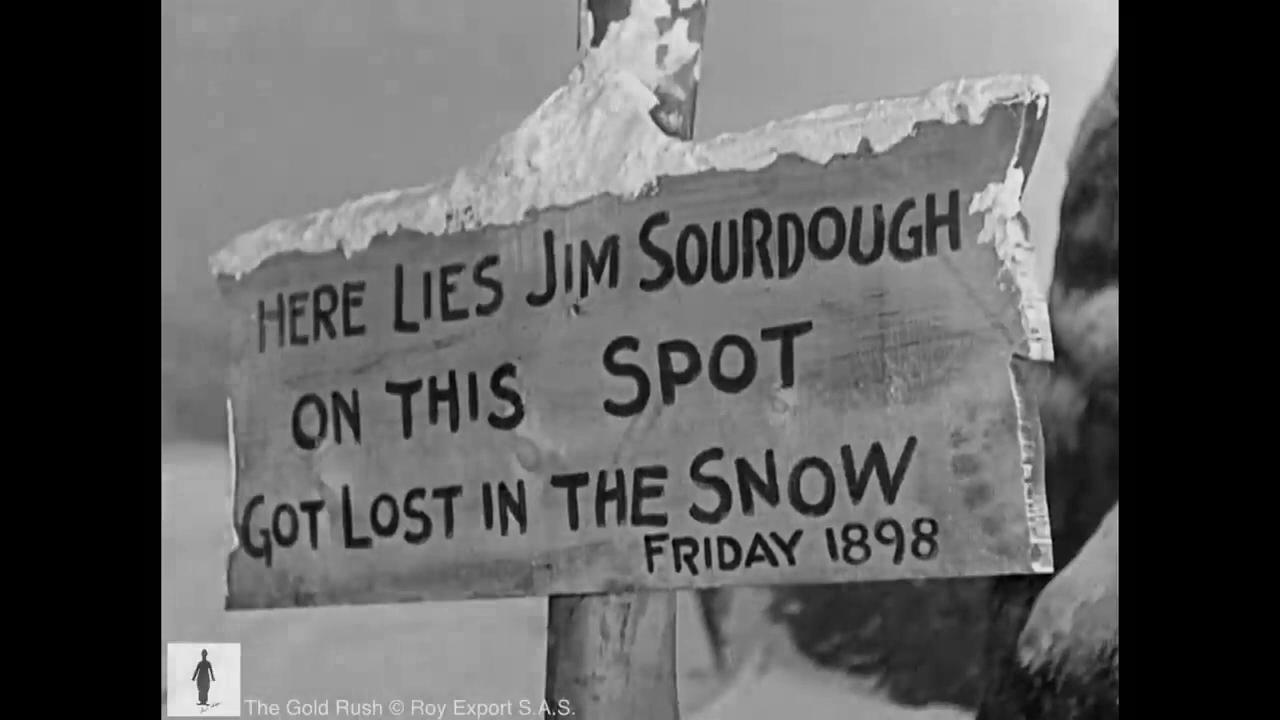 HERE LIES JIM SOURDOUGH
ON THIS SPOT
GOT LOST IN THE SNOW
FRIDAY 1898
The Gold Rush © Roy Export S.A.S.